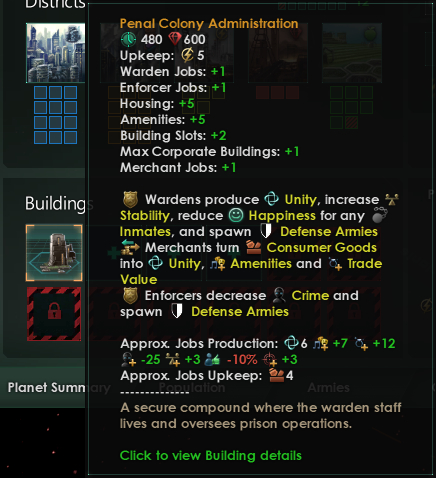 Districts
Penal Colony Administration
480 600
Upkeep: 5
Warden Jobs: +1
Enforcer Jobs: +1
Housing: +5
Amenities: +5
Building Slots: +2
Max Corporate Buildings: +1
Merchant Jobs: +1
Buildings
Wardens produce Unity, increase
Stability, reduce Happiness for any
Inmates, and spawn Defense Armies
Merchants turn Consumer Goods
into Unity, Amenities and Trade
Value
Enforcers decrease Crime and
spawn Defense Armies
Approx. Jobs Production: 6 +7 +12
-25 +3 -10% +3
Approx. Jobs Upkeep: 4
--------------
Planet Summary Population Armies
A secure compound where the warden staff
lives and oversees prison operations.
Click to view Building details